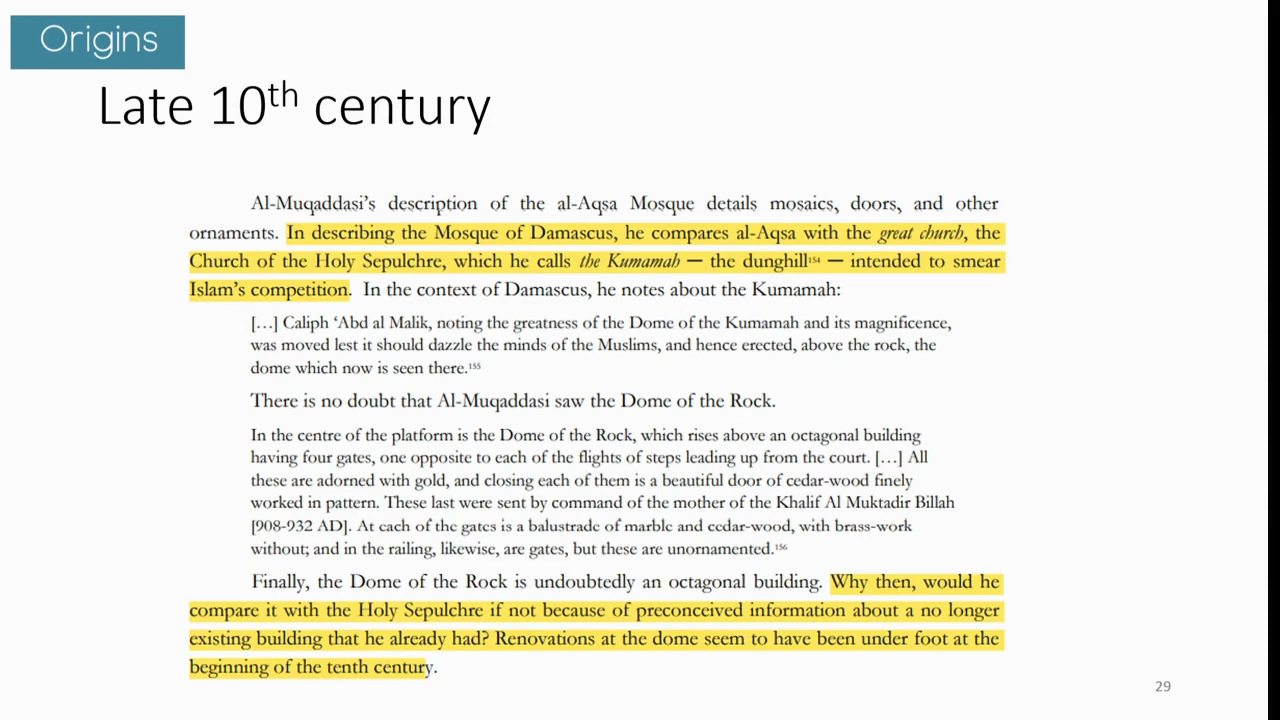 Origins
Late 10th century
Al-Muqaddasi’s description of the al-Aqsa Mosque details mosaics, doors, and other
ornaments. In describing the Mosque of Damascus, he compares al-Aqsa with the great church, the
Church of the Holy Sepulchre, which he calls the Kumamah — the dunghill154 — intended to smear
Islam’s competition. In the context of Damascus, he notes about the Kumamah:
[…] Caliph ‘Abd al Malik, noting the greatness of the Dome of the Kumamah and its magnificence,
was moved lest it should dazzle the minds of the Muslims, and hence erected, above the rock, the
dome which now is seen there.155
There is no doubt that Al-Muqaddasi saw the Dome of the Rock.
In the centre of the platform is the Dome of the Rock, which rises above an octagonal building
having four gates, one opposite to each of the flights of steps leading up from the court. […] All
these are adorned with gold, and closing each of them is a beautiful door of cedar-wood finely
worked in pattern. These last were sent by command of the mother of the Khalif Al Muktadir Billah
[908-932 AD]. At each of the gates is a balustrade of marble and cedar-wood, with brass-work
without; and in the railing, likewise, are gates, but these are unornamented.156
Finally, the Dome of the Rock is undoubtedly an octagonal building. Why then, would he
compare it with the Holy Sepulchre if not because of preconceived information about a no longer
existing building that he already had? Renovations at the dome seem to have been under foot at the
beginning of the tenth century.
29